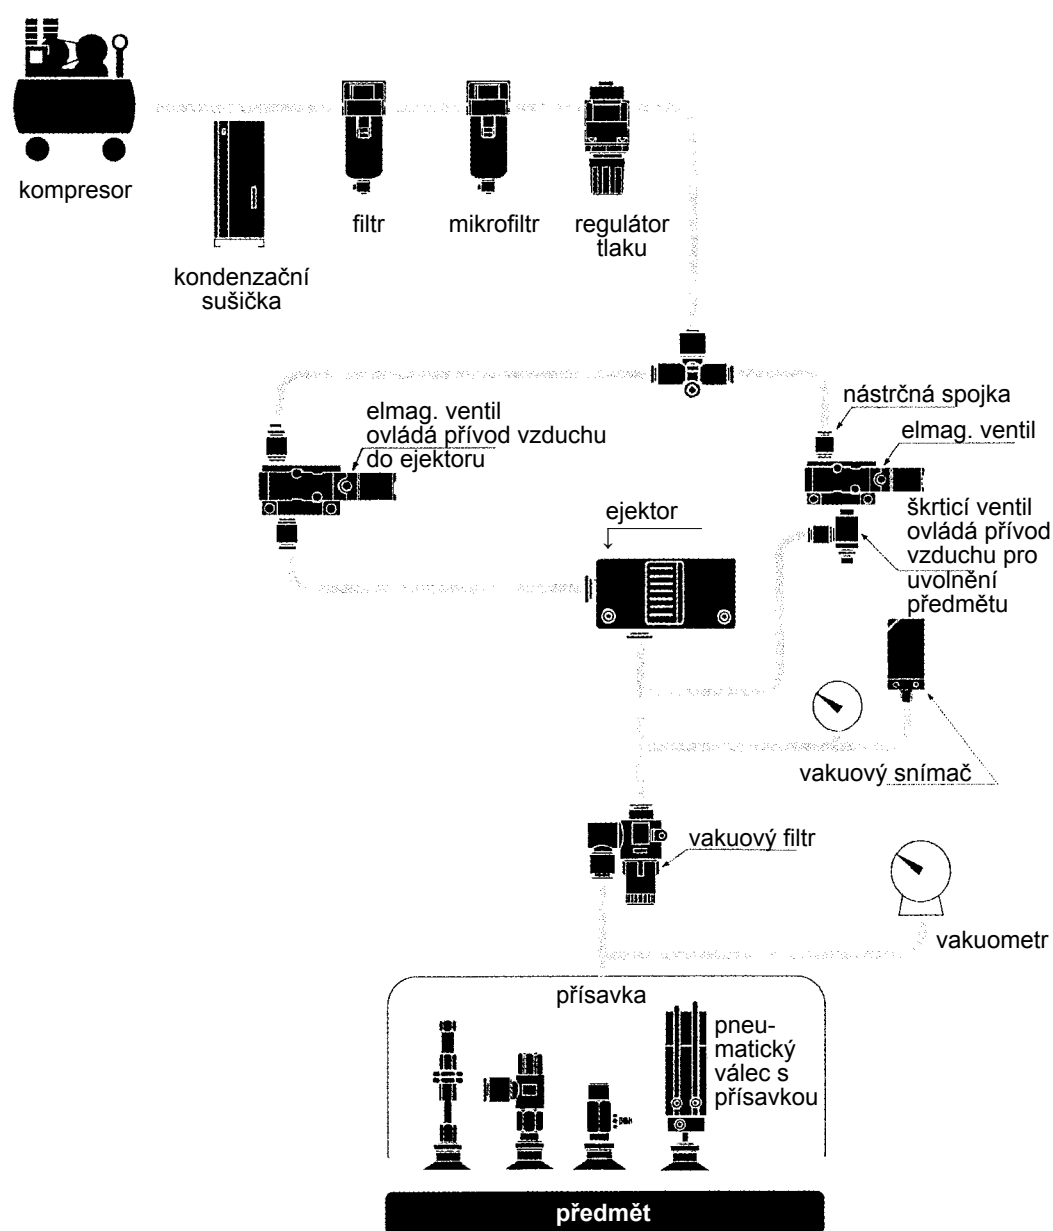 kompresor
filtr
mikrofiltr
regulátor
tlaku
kondenzační
sušička
nástrčná spojka
elmag. ventil
ovládá přívod vzduchu
do ejektoru
elmag. ventil
ejektor
škrticí ventil
ovládá přívod
vzduchu pro
uvolnění
předmětu
vakuový snímač
vakuový filtr
vakuometr
přísavka
pneu-
matický
válec s
přísavkou
předmět